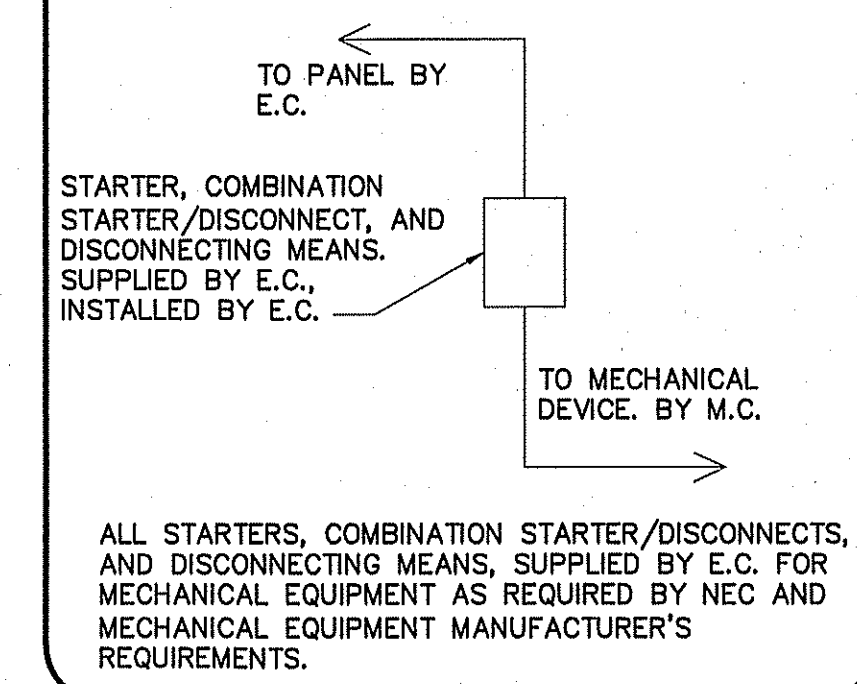 TO PANEL BY
E.C.
STARTER, COMBINATION
STARTER/DISCONNECT, AND
DISCONNECTING MEANS.
SUPPLIED BY E.C.,
INSTALLED BY E.C.
TO MECHANICAL
DEVICE. BY M.C.
ALL STARTERS, COMBINATION STARTER/DISCONNECTS,
AND DISCONNECTING MEANS, SUPPLIED BY E.C. FOR
MECHANICAL EQUIPMENT AS REQUIRED BY NEC AND
MECHANICAL EQUIPMENT MANUFACTURER'S
REQUIREMENTS.